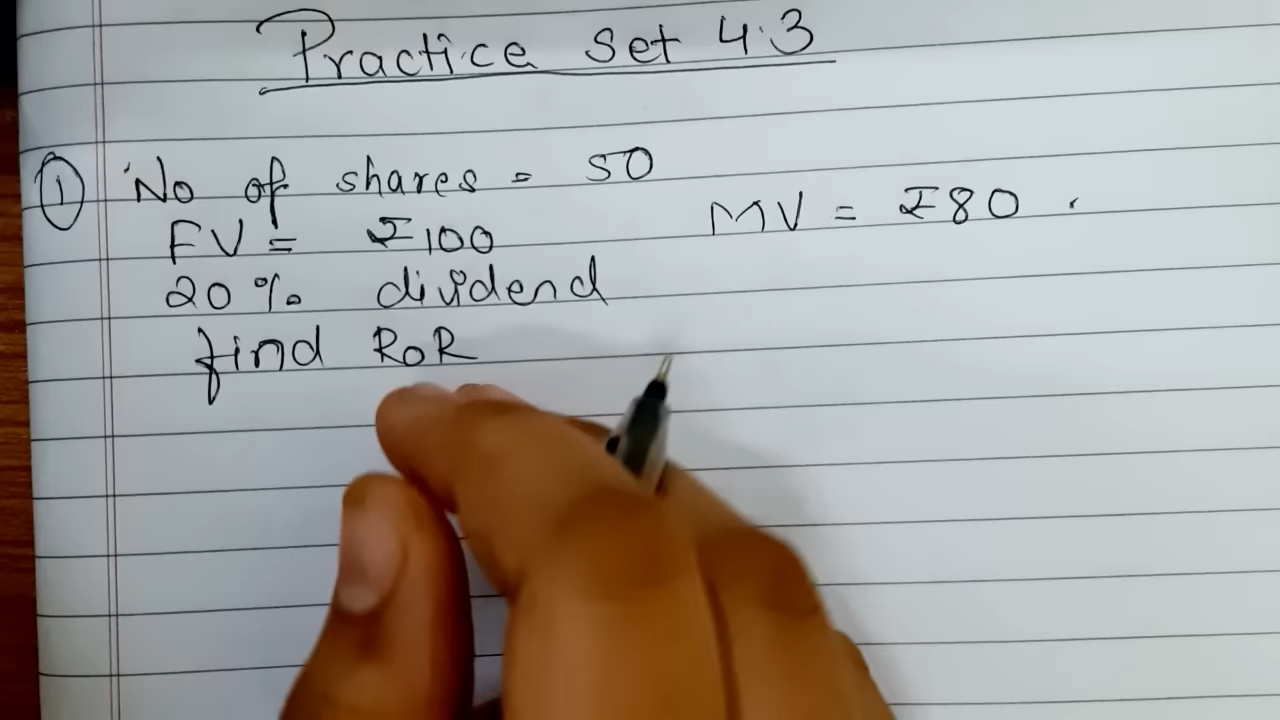 Practice Set 4.3
① No of shares = 50
MV = ₹80 .
FV = ₹100
20% dividend
find RoR